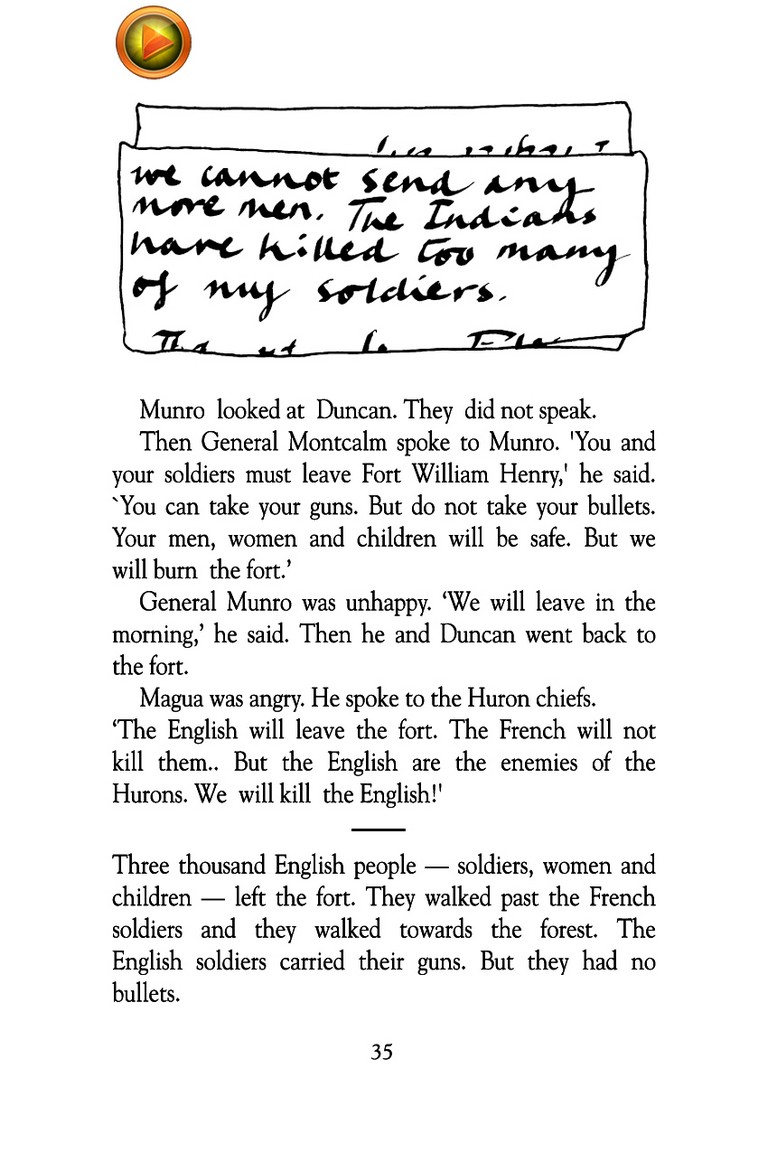 we cannot send any
more men. The Indians
have killed too many
of my soldiers.
Munro looked at Duncan. They did not speak.
Then General Montcalm spoke to Munro. 'You and
your soldiers must leave Fort William Henry,' he said.
`You can take your guns. But do not take your bullets.
Your men, women and children will be safe. But we
will burn the fort.’
General Munro was unhappy. ‘We will leave in the
morning,’ he said. Then he and Duncan went back to
the fort.
Magua was angry. He spoke to the Huron chiefs.
‘The English will leave the fort. The French will not
kill them.. But the English are the enemies of the
Hurons. We will kill the English!'
Three thousand English people — soldiers, women and
children — left the fort. They walked past the French
soldiers and they walked towards the forest. The
English soldiers carried their guns. But they had no
bullets.
35